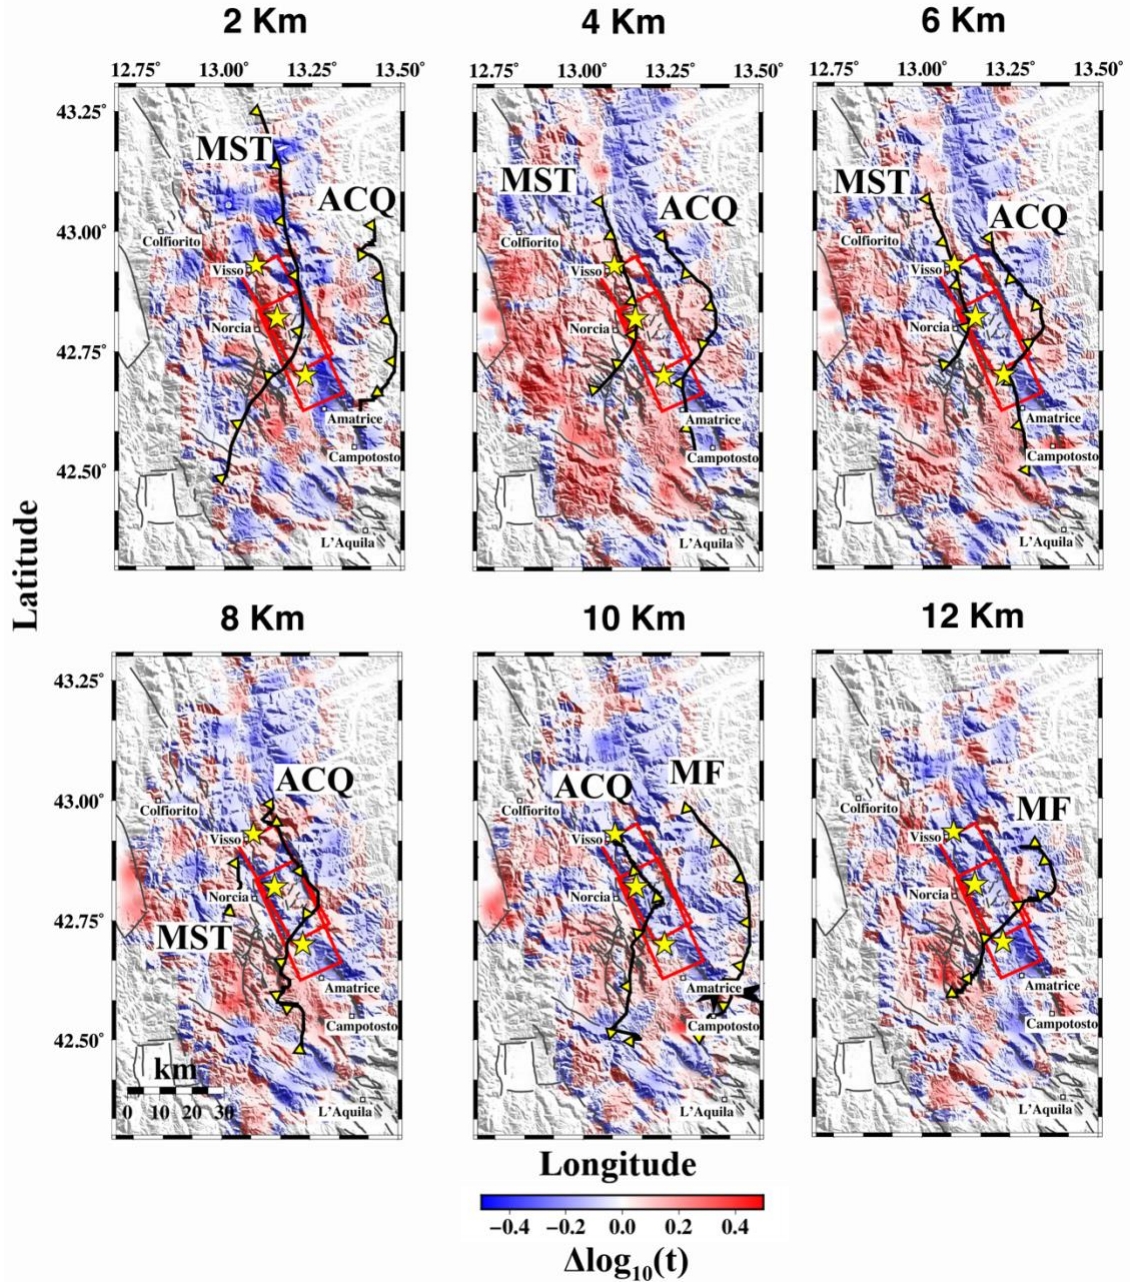 2 Km 4 Km 6 Km
12.75° 13.00° 13.25° 13.50° 12.75° 13.00° 13.25° 13.50° 12.75° 13.00° 13.25° 13.50°
43.25°
MST
MST
MST
ACQ
ACQ
ACQ
43.00°
Colfiorito Colfiorito Colfiorito
Visso Visso Visso
Norcia Norcia Norcia
42.75°
Amatrice Amatrice Amatrice
Campotosto Campotosto Campotosto
42.50°
L'Aquila L'Aquila L'Aquila
Latitude
8 Km 10 Km 12 Km
43.25°
ACQ ACQ MF MF
43.00°
Colfiorito Colfiorito Colfiorito
Visso Visso Visso
Norcia Norcia Norcia
42.75°
MST
Amatrice Amatrice Amatrice
Campotosto Campotosto Campotosto
42.50°
km
0 10 20 30
L'Aquila L'Aquila L'Aquila
Longitude
−0.4 −0.2 0.0 0.2 0.4
Δlog₁₀(t)